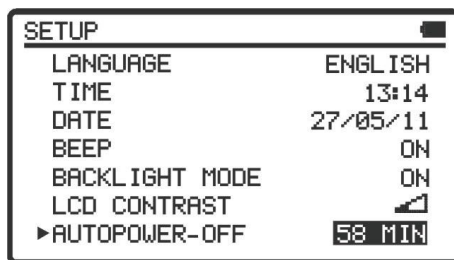 SETUP
LANGUAGE ENGLISH
TIME 13:14
DATE 27/05/11
BEEP ON
BACKLIGHT MODE ON
LCD CONTRAST
▶AUTOPOWER-OFF 58 MIN